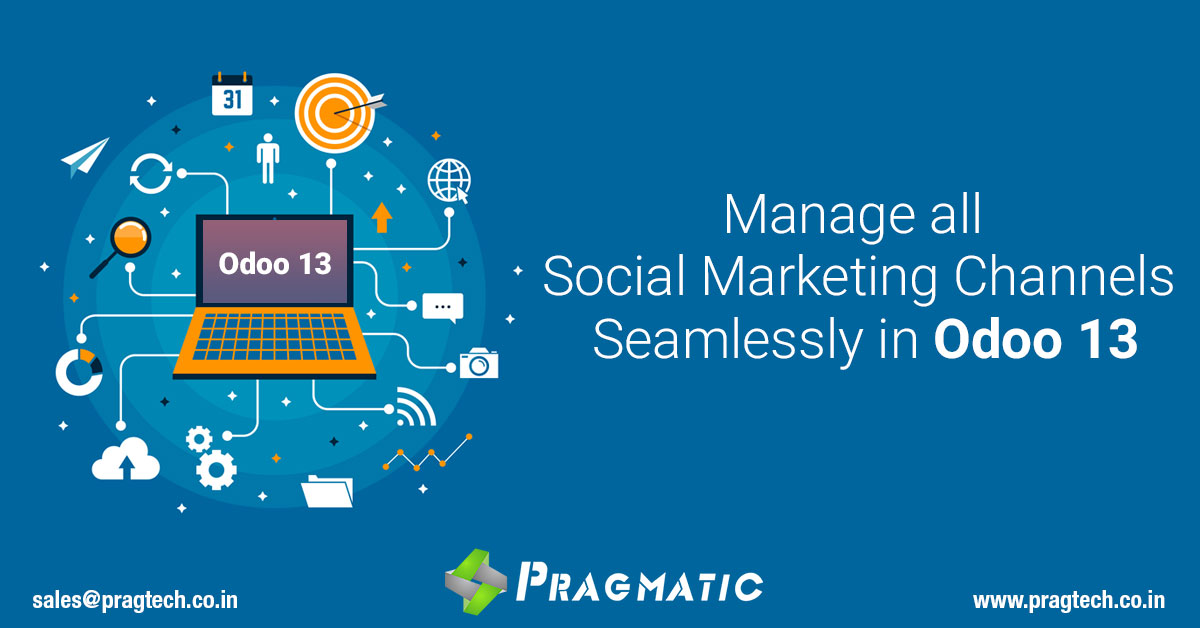 31
Odoo 13
Manage all
Social Marketing Channels
Seamlessly in Odoo 13
sales@pragtech.co.in
PRAGMATIC
www.pragtech.co.in